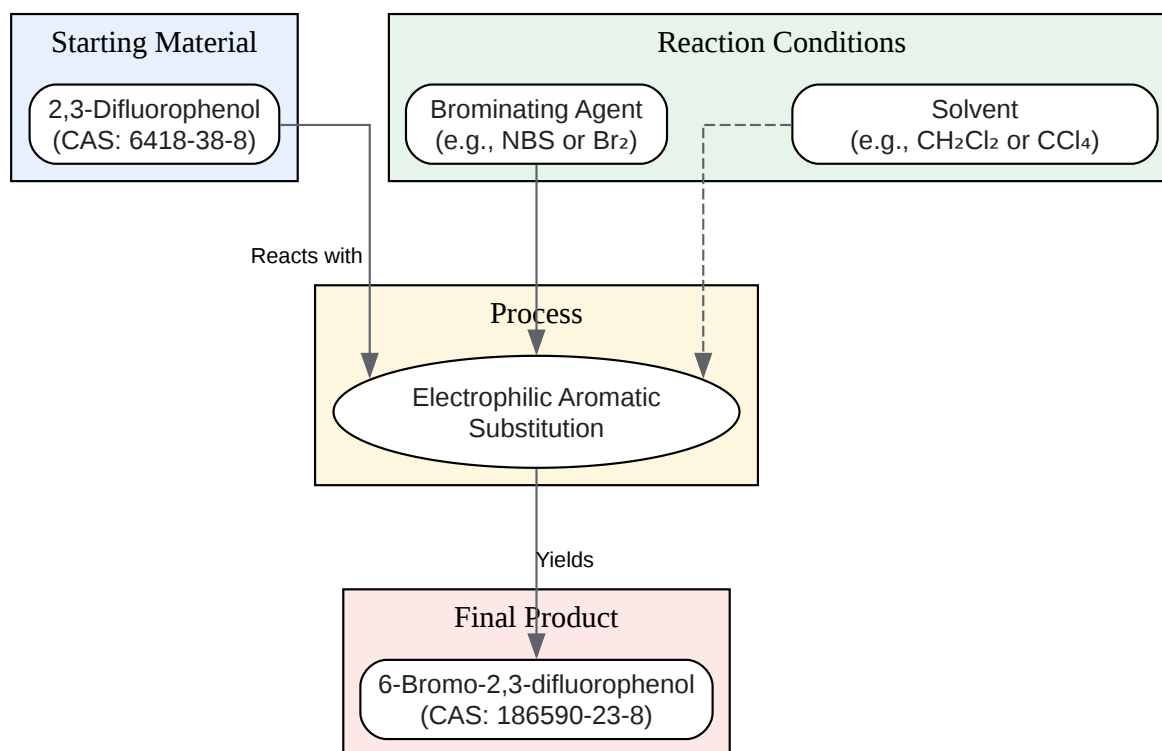 Starting Material
2,3-Difluorophenol
(CAS: 6418-38-8)
Reaction Conditions
Brominating Agent
(e.g., NBS or Br₂)
Solvent
(e.g., CH₂Cl₂ or CCl₄)
Reacts with
Process
Electrophilic Aromatic
Substitution
Yields
Final Product
6-Bromo-2,3-difluorophenol
(CAS: 186590-23-8)